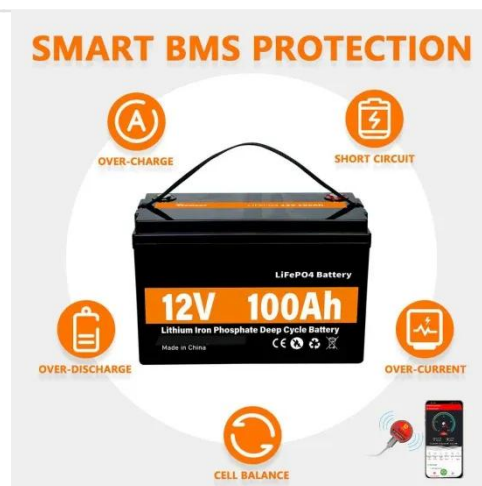 SMART BMS PROTECTION
A
OVER-CHARGE
SHORT CIRCUIT
LiFePO4 Battery
12V 100Ah
Lithium Iron Phosphate Deep Cycle Battery
Made in China
CE
OVER-DISCHARGE
OVER-CURRENT
CELL BALANCE